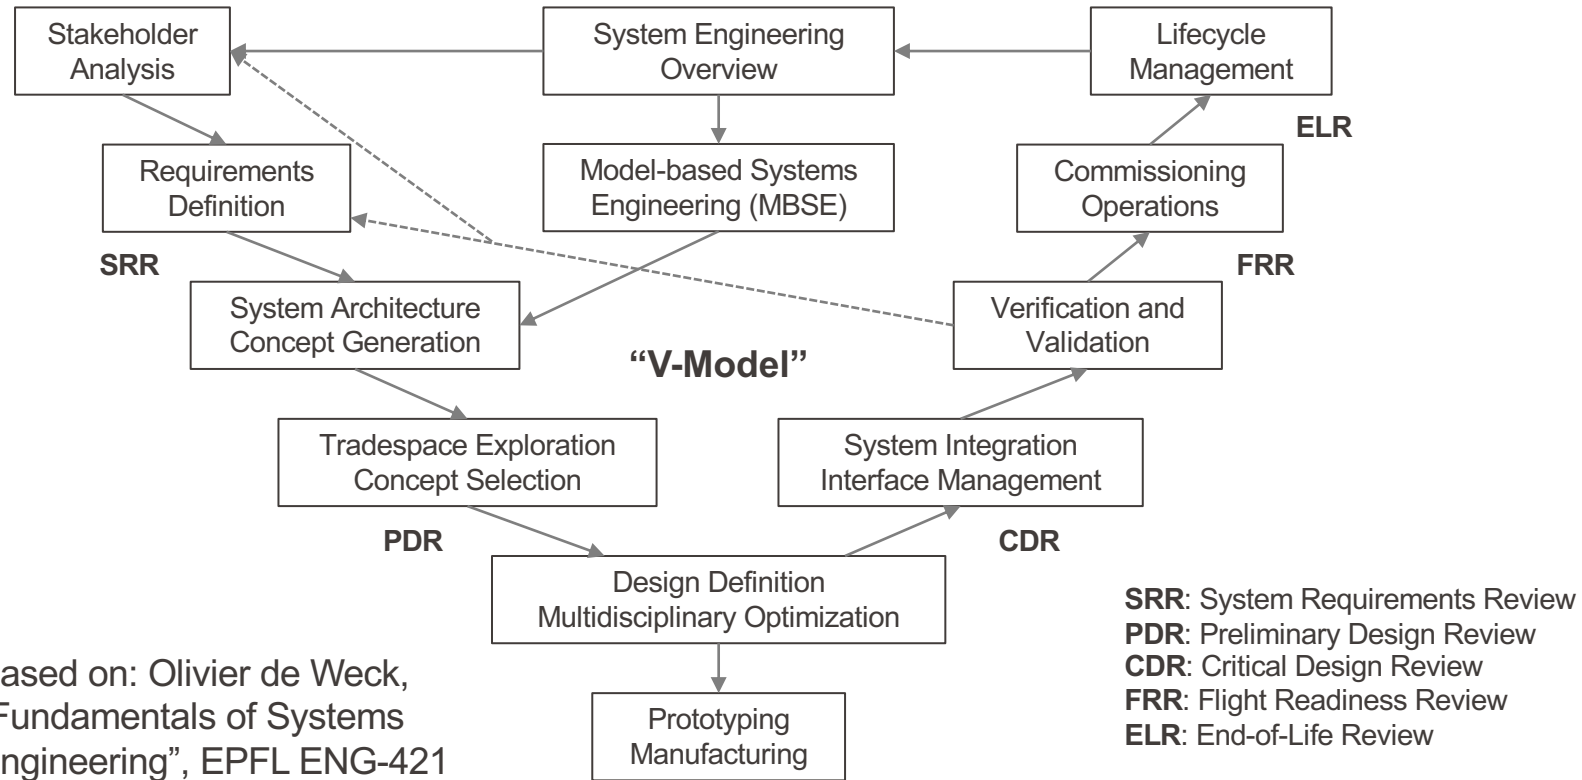 Stakeholder
Analysis
System Engineering
Overview
Lifecycle
Management
ELR
Requirements
Definition
Model-based Systems
Engineering (MBSE)
Commissioning
Operations
SRR
FRR
System Architecture
Concept Generation
Verification and
Validation
“V-Model”
Tradespace Exploration
Concept Selection
System Integration
Interface Management
PDR
CDR
Design Definition
Multidisciplinary Optimization
SRR: System Requirements Review
PDR: Preliminary Design Review
CDR: Critical Design Review
FRR: Flight Readiness Review
ELR: End-of-Life Review
ased on: Olivier de Weck,
Fundamentals of Systems
ngineering”, EPFL ENG-421
Prototyping
Manufacturing